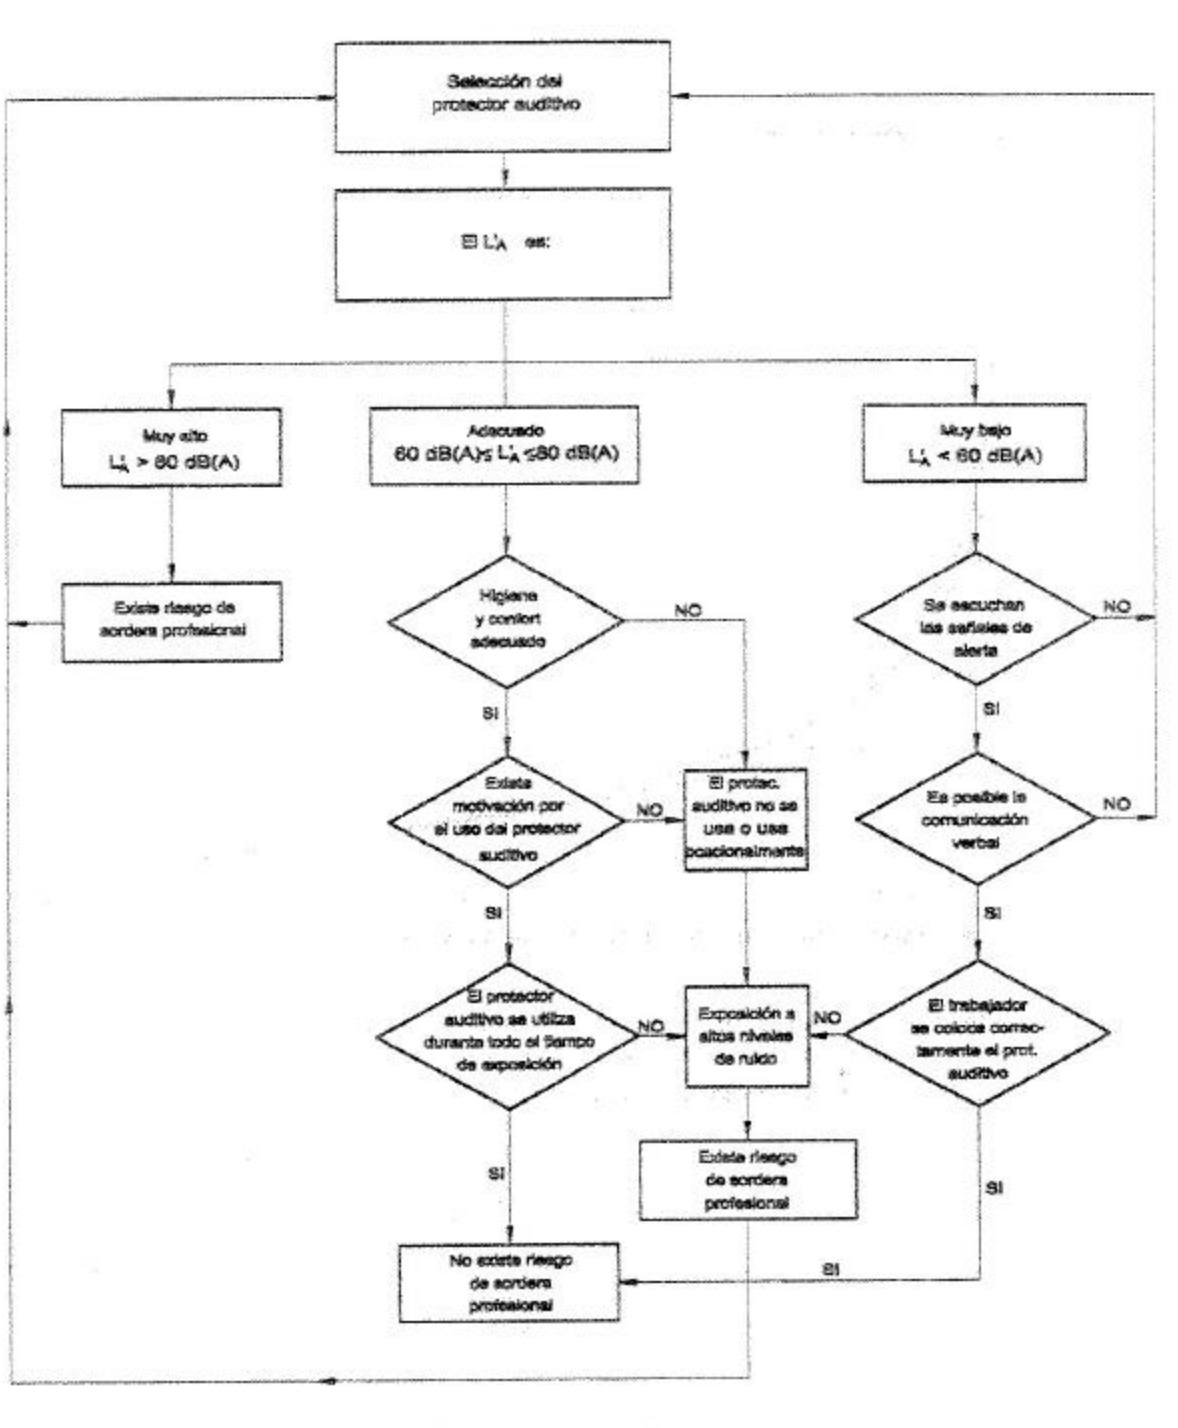 Selección del
protector auditivo
El L'A es:
Muy alto
L'A > 80 dB(A)
Adecuado
60 dB(A)≤ L'A ≤80 dB(A)
Muy bajo
L'A < 60 dB(A)
Existe riesgo de
sordera profesional
Higiene
y confort
adecuado
NO
Se escuchan
las señales de
alerta
NO
SI
SI
Existe
motivación por
el uso del protector
auditivo
NO
El protec.
auditivo no se
usa o usa
ocacionalmente
Es posible la
comunicación
verbal
NO
SI
SI
El protector
auditivo se utiliza
durante todo el tiempo
de exposición
NO
Exposición a
altos niveles
de ruido
NO
El trabajador
se coloca correc-
tamente el prot.
auditivo
SI
Existe riesgo
de sordera
profesional
SI
No existe riesgo
de sordera
profesional
SI